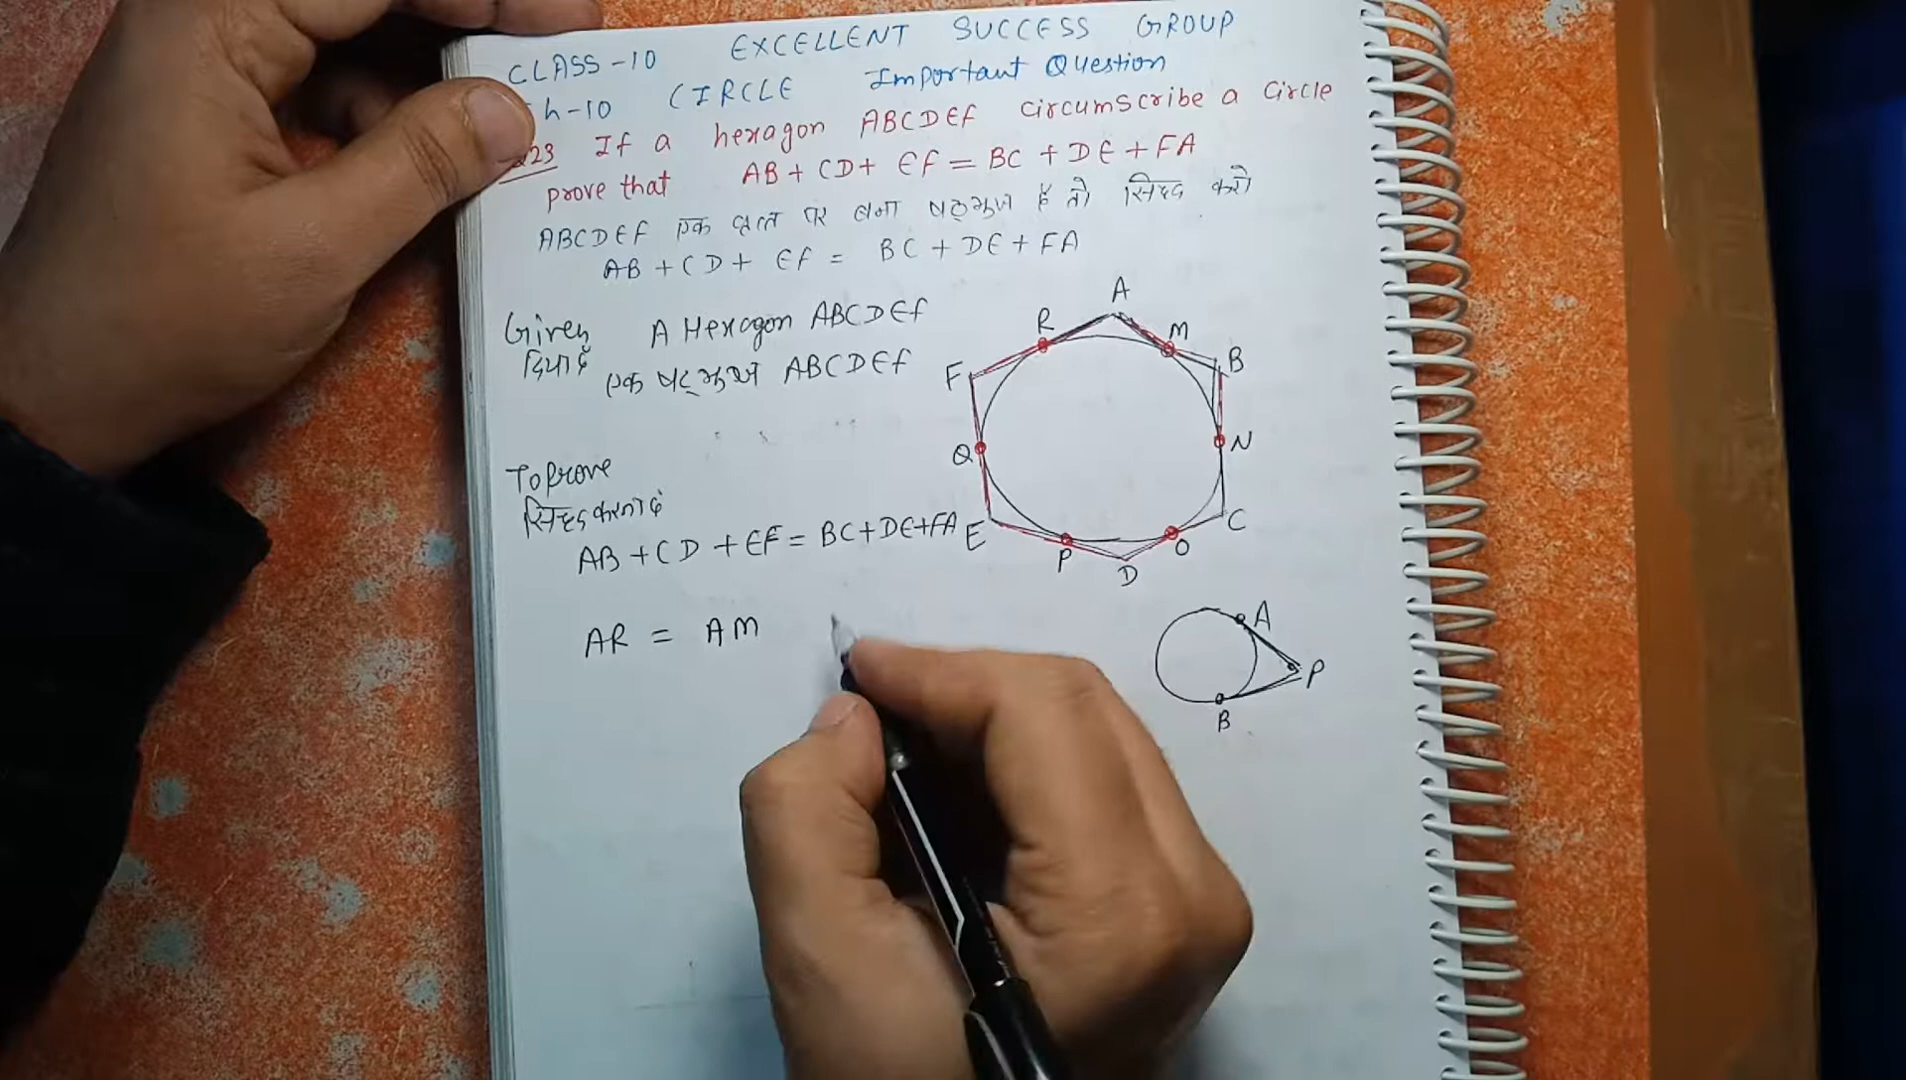 CLASS-10 EXCELLENT SUCCESS GROUP
h-10 CIRCLE Important Question
23 If a hexagon ABCDEF circumscribe a circle
prove that AB + CD + EF = BC + DE + FA
ABCDEF एक वृत्त पर बना षट्भुज है तो सिद्ध करो
AB + CD + EF = BC + DE + FA
Given A Hexagon ABCDEF
दिया है एक षट्भुज ABCDEF
To prove
सिद्ध करना है
AB + CD + EF = BC + DE + FA
AR = AM
A
R
M
F
B
Q
N
E
C
P
O
D
A
P
B